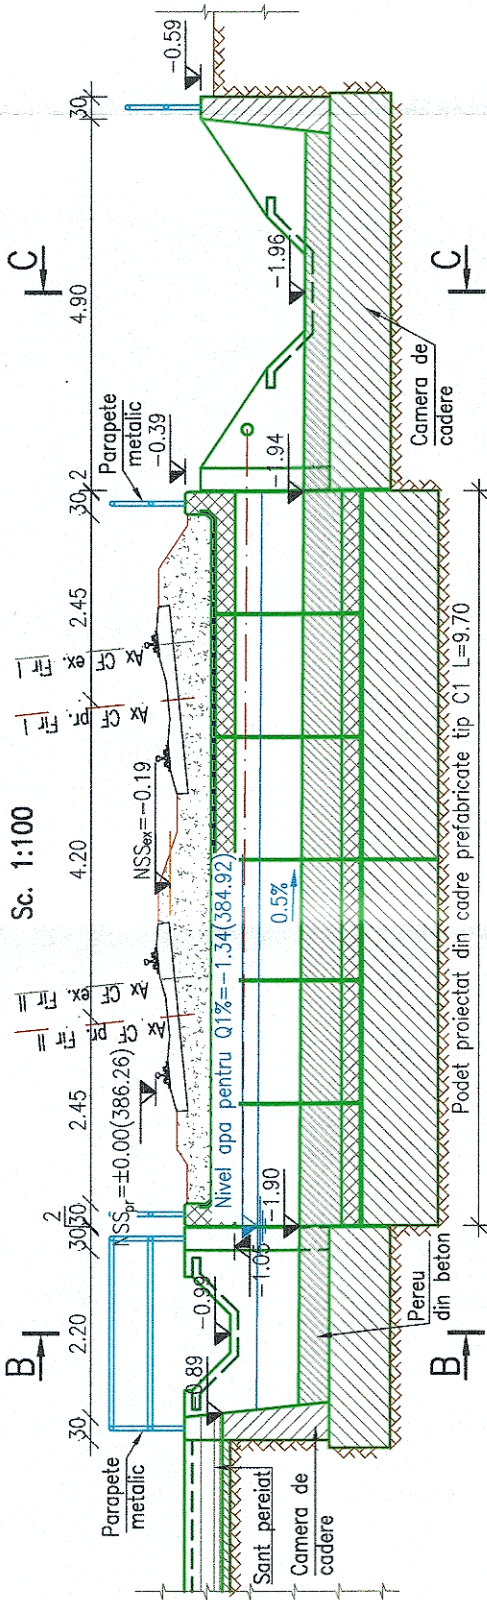 Sc. 1:100
B
B
C
C
30
2.20
30
2
30
2.45
4.20
2.45
30
2
4.90
30
Parapete
metalic
-0.89
-0.99
-1.05
-1.90
NSSpr=±0.00(386.26)
Ax CF pr. Fir II
Ax CF ex. Fir II
NSSex=-0.19
Ax CF pr. Fir I
Ax CF ex. Fir I
Parapete
metalic
-0.39
-0.59
-1.94
-1.96
Nivel apa pentru Q1%=-1.34(384.92)
0.5%
Sant pereiat
Camera de
cadere
Pereu
din beton
Podet proiectat din cadre prefabricate tip C1 L=9.70
Camera de
cadere